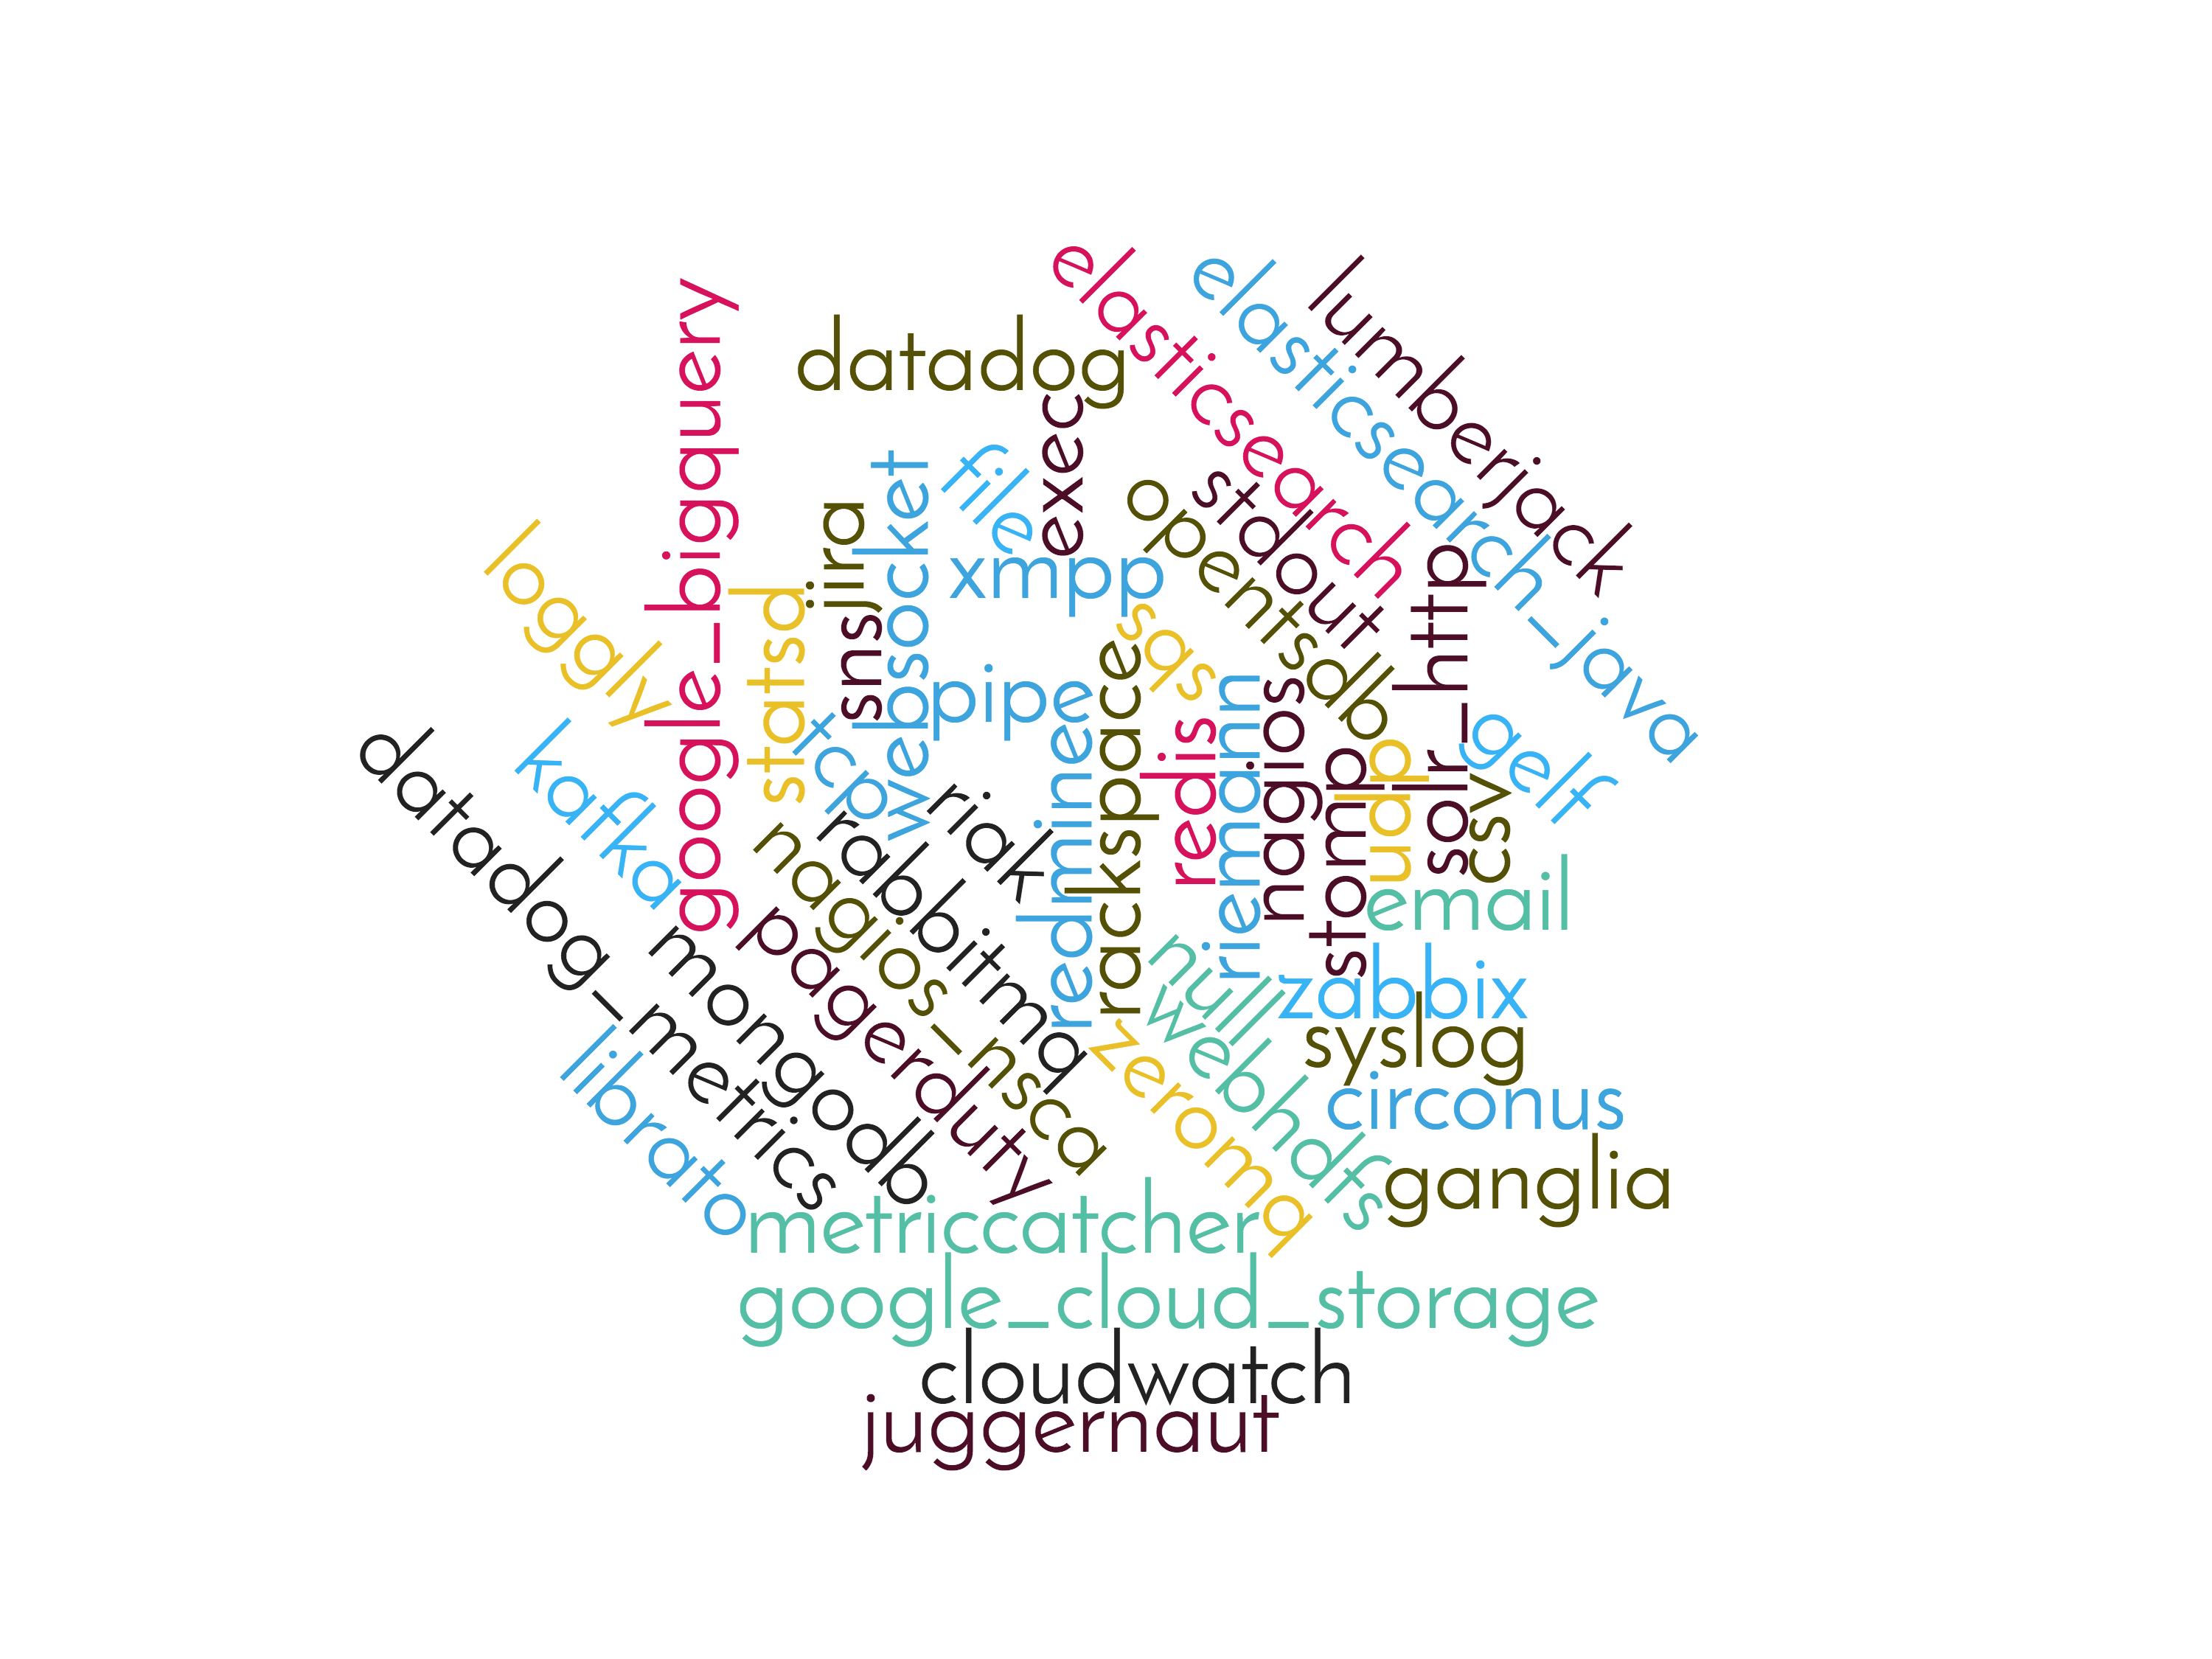 elasticsearch
elasticsearch_java
lumberjack
google_bigquery
datadog
exec
file
stdout
opentsdb
websocket
jira
xmpp
solr_http
loggly
statsd
sns
sqs
pipe
tcp
rackspace
redis
riemann
nagios
stomp
udp
gelf
csv
kafka
datadog_metrics
redmine
riak
rabbitmq
nagios_nsca
pagerduty
mongodb
email
null
zabbix
syslog
webhdfs
zeromq
circonus
librato
ganglia
metriccatcher
google_cloud_storage
cloudwatch
juggernaut